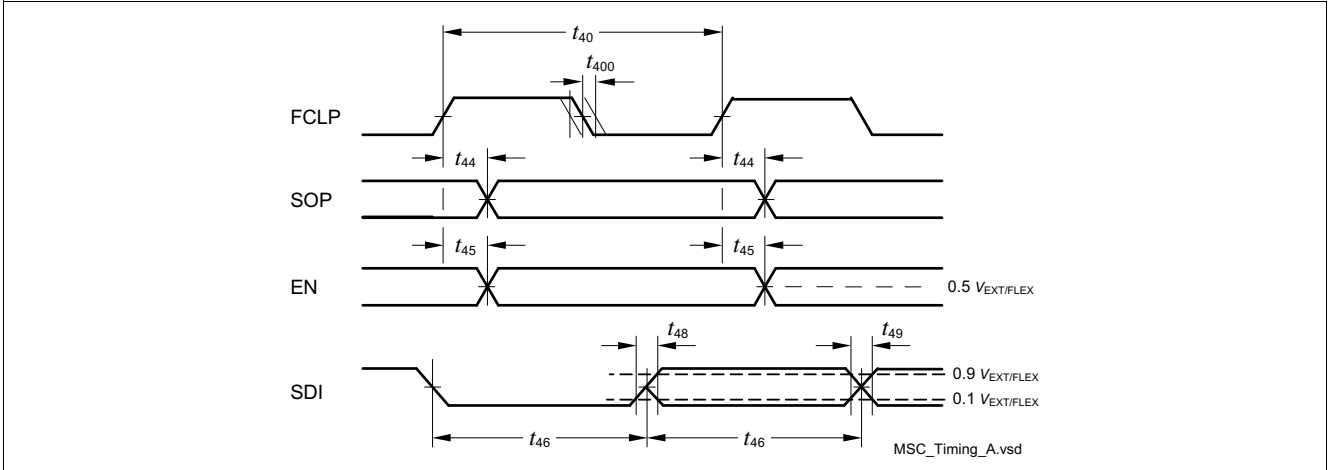 t40
t400
FCLP
t44 t44
SOP
t45 t45
EN
0.5 VEXT/FLEX
t48 t49
SDI
0.9 VEXT/FLEX
0.1 VEXT/FLEX
t46 t46
MSC_Timing_A.vsd